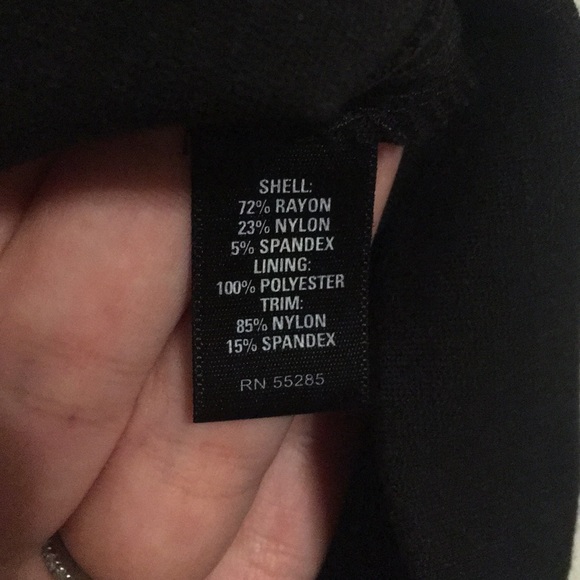 SHELL:
72% RAYON
23% NYLON
5% SPANDEX
LINING:
100% POLYESTER
TRIM:
85% NYLON
15% SPANDEX
RN 55285